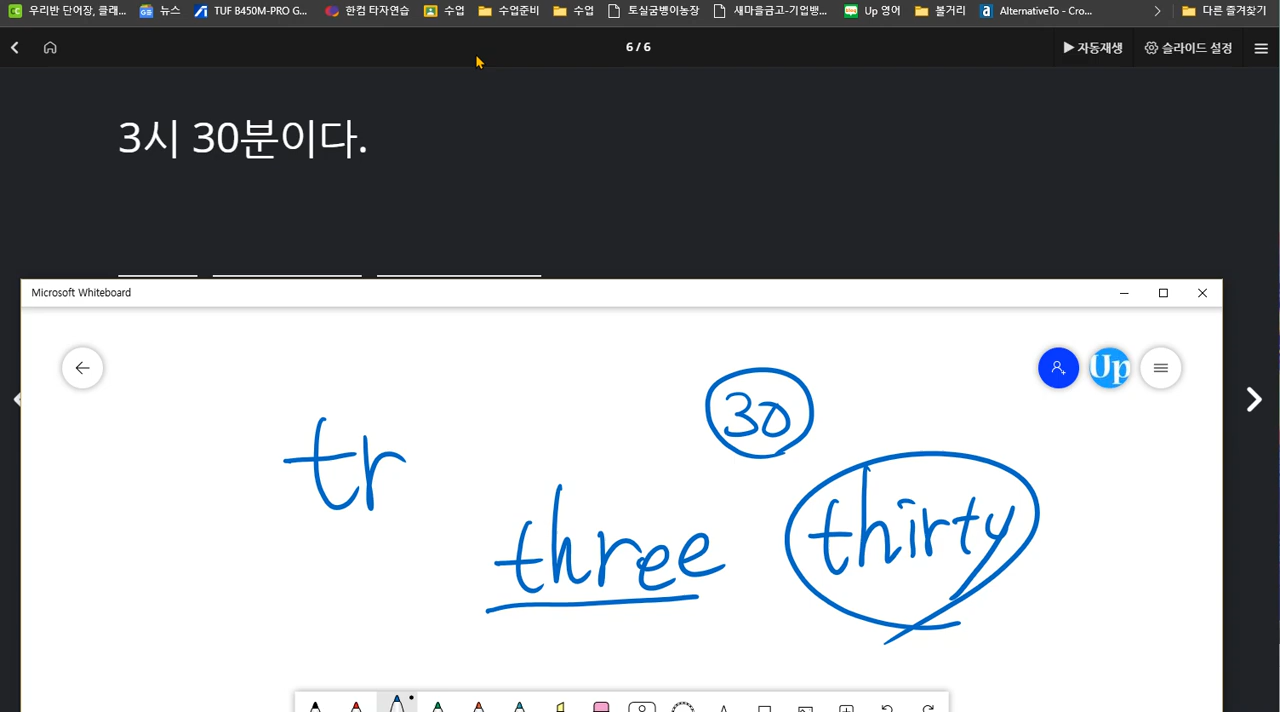 우리반 단어장, 클래... 뉴스 TUF B450M-PRO G... 한컴 타자연습 수업 수업준비 수업 토실굼벵이농장 새마을금고-기업뱅... Up 영어 볼거리 AlternativeTo - Cro... 다른 즐겨찾기
6 / 6 자동재생 슬라이드 설정
3시 30분이다.
Microsoft Whiteboard
Up
30
tr
three thirty